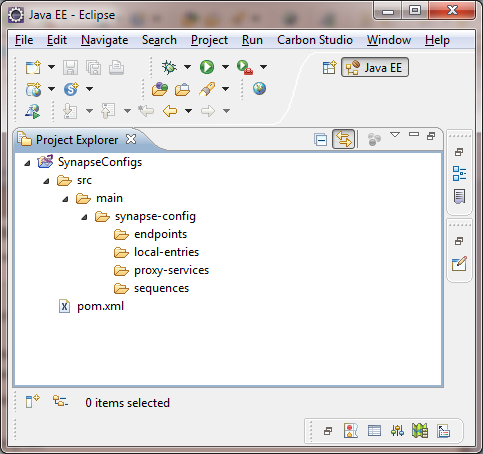 Java EE - Eclipse
File Edit Navigate Search Project Run Carbon Studio Window Help
Java EE
Project Explorer
SynapseConfigs
src
main
synapse-config
endpoints
local-entries
proxy-services
sequences
pom.xml
0 items selected